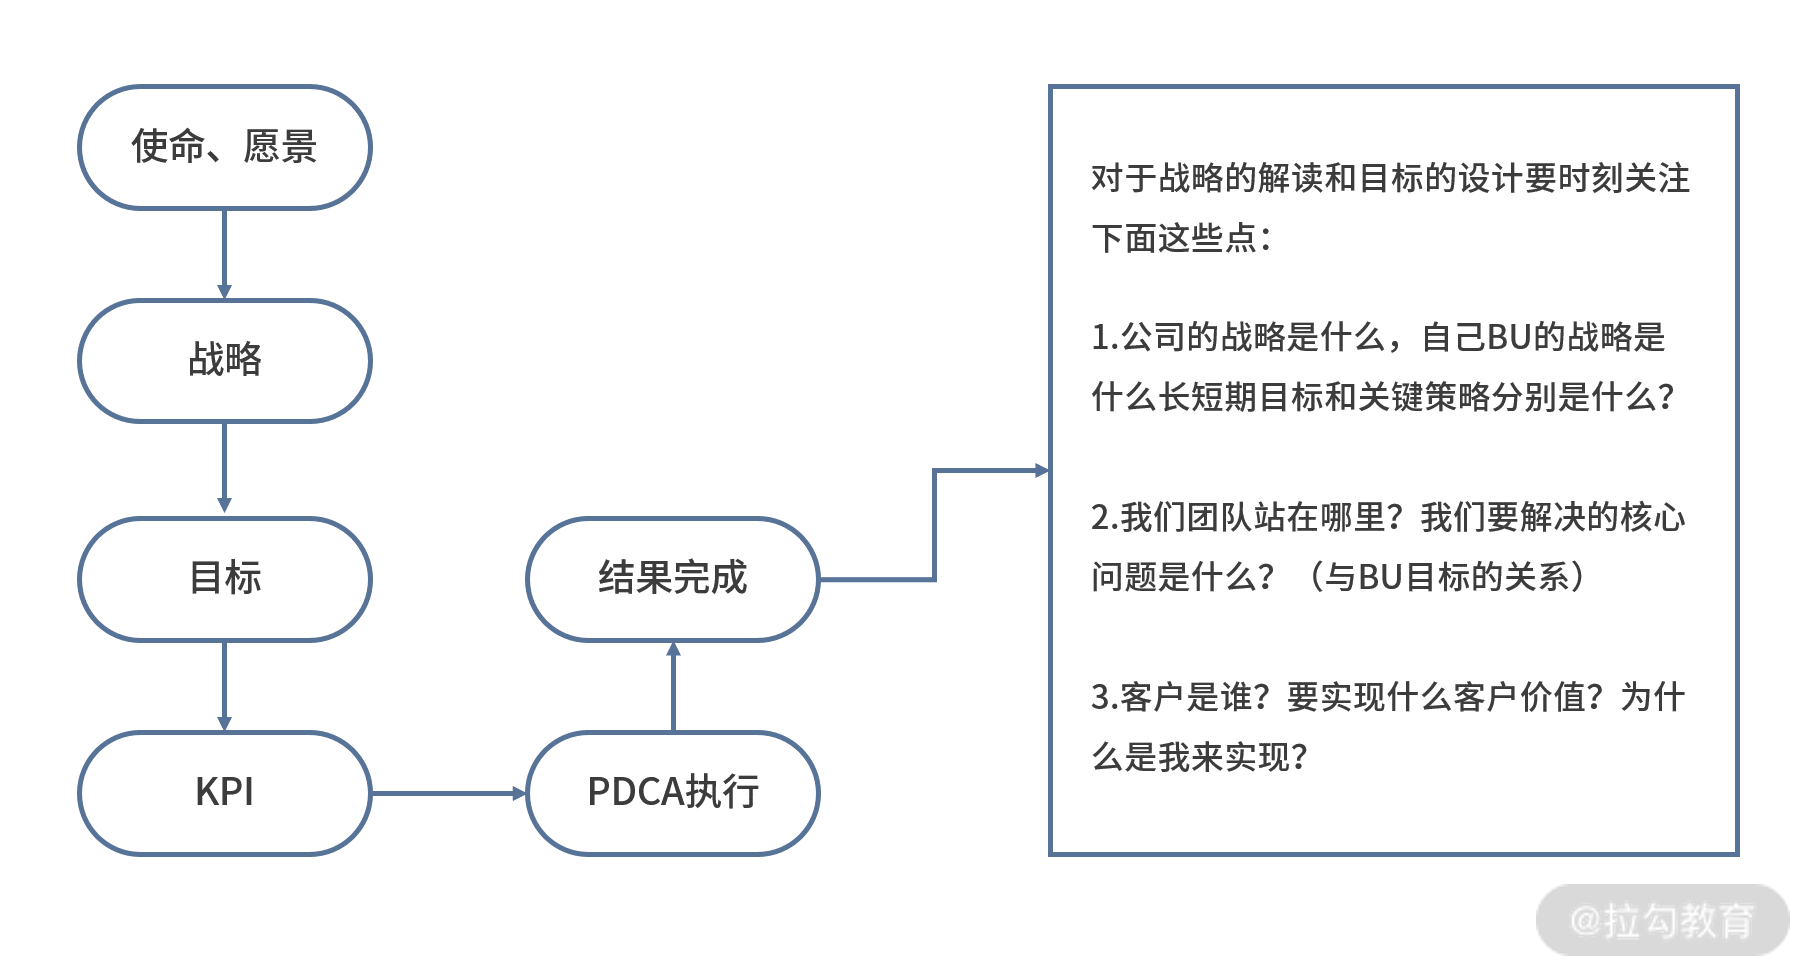 使命、愿景
战略
目标
KPI
PDCA执行
结果完成
对于战略的解读和目标的设计要时刻关注
下面这些点：
1.公司的战略是什么，自己BU的战略是
什么长短期目标和关键策略分别是什么？
2.我们团队站在哪里？我们要解决的核心
问题是什么？（与BU目标的关系）
3.客户是谁？要实现什么客户价值？为什
么是我来实现？
@拉勾教育